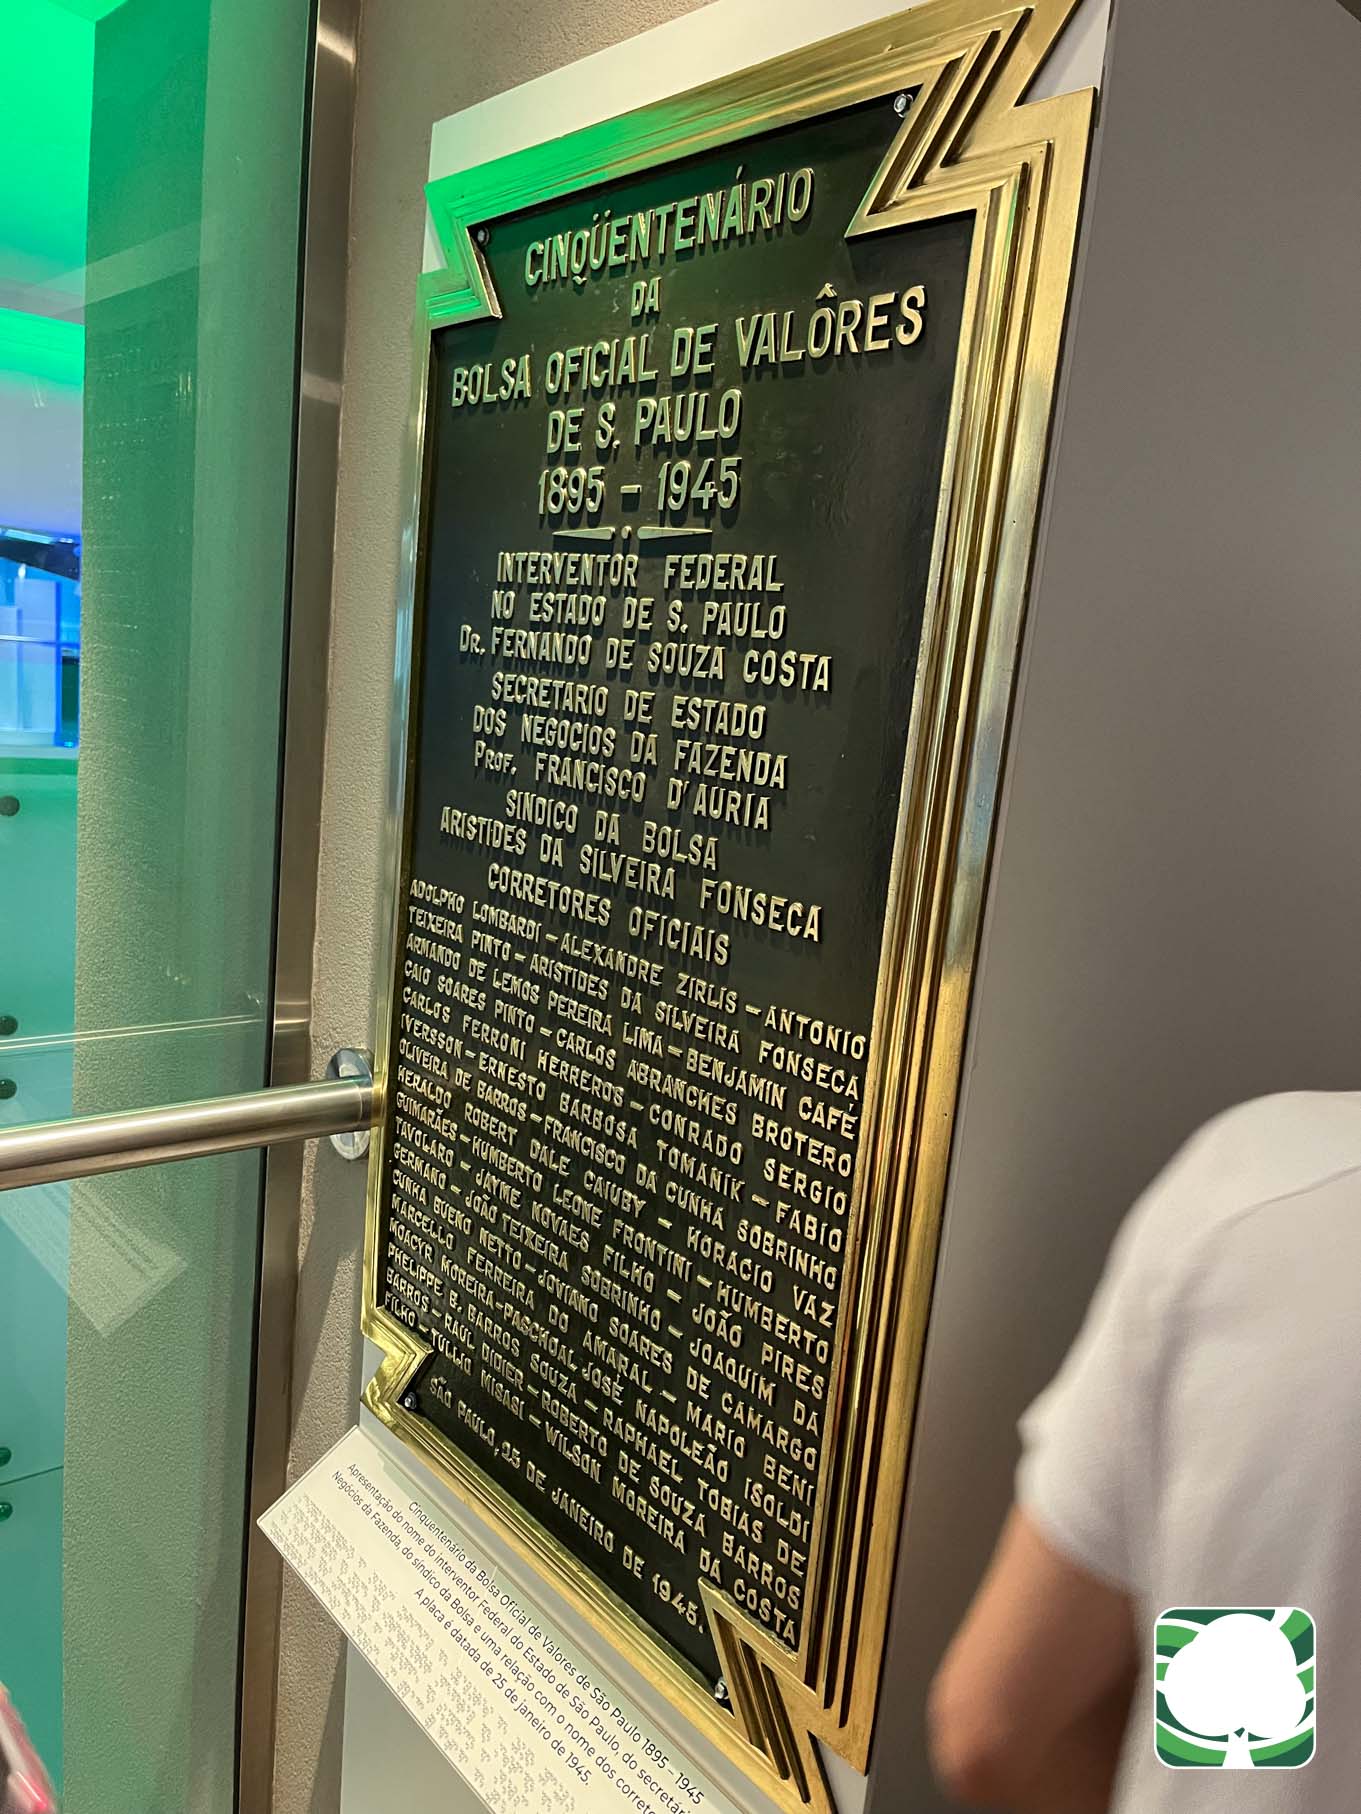 CINQÜENTENÁRIO
DA
BOLSA OFICIAL DE VALÔRES
DE S. PAULO
1895 – 1945
INTERVENTOR FEDERAL
NO ESTADO DE S. PAULO
DR. FERNANDO DE SOUZA COSTA
SECRETARIO DE ESTADO
DOS NEGOCIOS DA FAZENDA
PROF. FRANCISCO D'AURIA
SINDICO DA BOLSA
ARISTIDES DA SILVEIRA FONSECA
CORRETORES OFICIAIS
ADOLPHO LOMBARDI – ALEXANDRE ZIRLIS – ANTONIO
TEIXEIRA PINTO – ARISTIDES DA SILVEIRA FONSECA
ARMANDO DE LEMOS PEREIRA LIMA – BENJAMIN CAFÉ
CAIO SOARES PINTO – CARLOS ABRANCHES BROTERO
CARLOS FERRONI HERREROS – CONRADO SERGIO
IVERSSON – ERNESTO BARBOSA TOMANIK – FABIO
OLIVEIRA DE BARROS – FRANCISCO DA CUNHA SOBRINHO
HERALDO ROBERT DALE CAIUBY – HORACIO VAZ
GUIMARÃES – HUMBERTO LEONE FRONTINI – HUMBERTO
TAVOLARO – JAYME NOVAES FILHO – JOÃO PIRES
GERMANO – JOÃO TEIXEIRA SOBRINHO – JOAQUIM DA
CUNHA BUENO NETTO – JOVIANO SOARES DE CAMARGO
MARCELLO FERREIRA DO AMARAL – MARIO BENI
MOACYR MOREIRA – PASCHOAL JOSÉ NAPOLEÃO ISOLDI
PHELIPPE B. BARROS SOUZA – RAPHAEL TOBIAS DE
BARROS – RAUL DIDIER – ROBERTO DE SOUZA BARROS
FILHO – TULIJO MISASI – WILSON MOREIRA DA COSTA
SÃO PAULO, 25 DE JANEIRO DE 1945.
Cinquentenário da Bolsa Oficial de Valores de São Paulo 1895 - 1945
Apresentação do nome do interventor Federal do Estado de São Paulo, do secretári
Negócios da Fazenda, do síndico da Bolsa e uma relação com o nome dos corret
A placa é datada de 25 de janeiro de 1945.